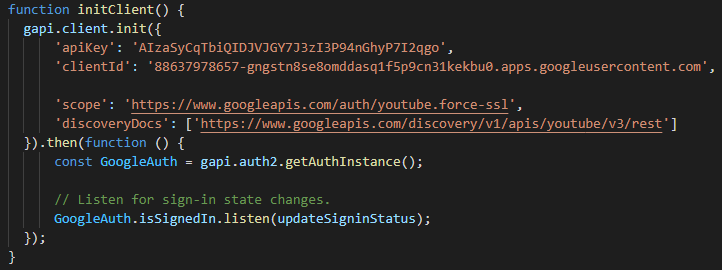 function initClient() {
gapi.client.init({
'apiKey': 'AIzaSyCqTbiQIDJVJGY7J3zI3P94nGhyP7I2qgo',
'clientId': '88637978657-gngstn8se8omddasq1f5p9cn31kekbu0.apps.googleusercontent.com',
'scope': 'https://www.googleapis.com/auth/youtube.force-ssl',
'discoveryDocs': ['https://www.googleapis.com/discovery/v1/apis/youtube/v3/rest']
}).then(function () {
const GoogleAuth = gapi.auth2.getAuthInstance();
// Listen for sign-in state changes.
GoogleAuth.isSignedIn.listen(updateSigninStatus);
});
}